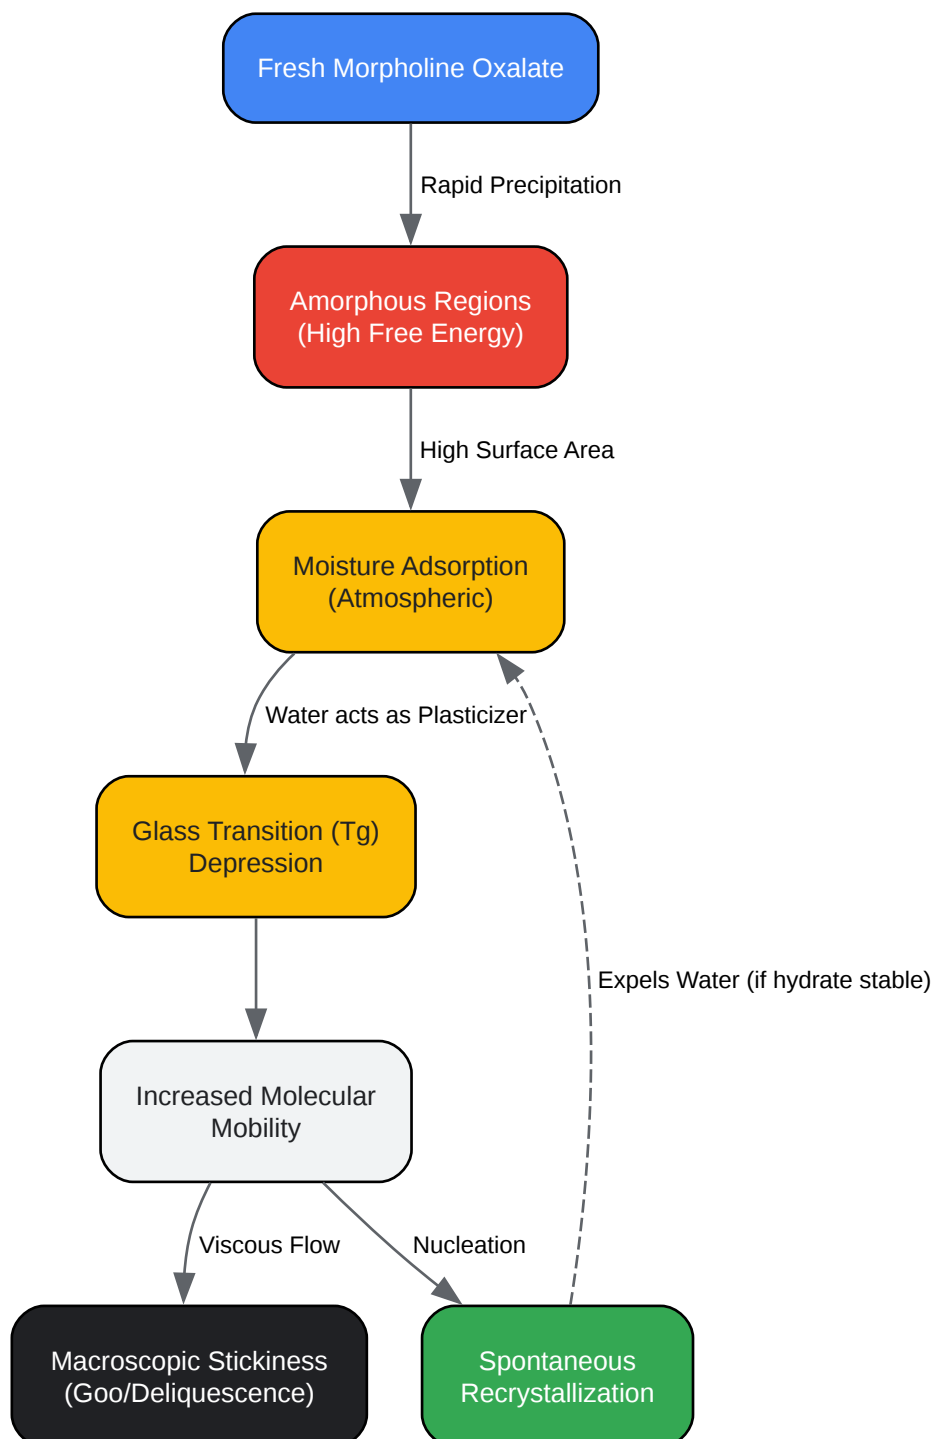 Fresh Morpholine Oxalate
Rapid Precipitation
Amorphous Regions
(High Free Energy)
High Surface Area
Moisture Adsorption
(Atmospheric)
Water acts as Plasticizer
Glass Transition (Tg)
Depression
Expels Water (if hydrate stable)
Increased Molecular
Mobility
Viscous Flow
Nucleation
Macroscopic Stickiness
(Goo/Deliquescence)
Spontaneous
Recrystallization